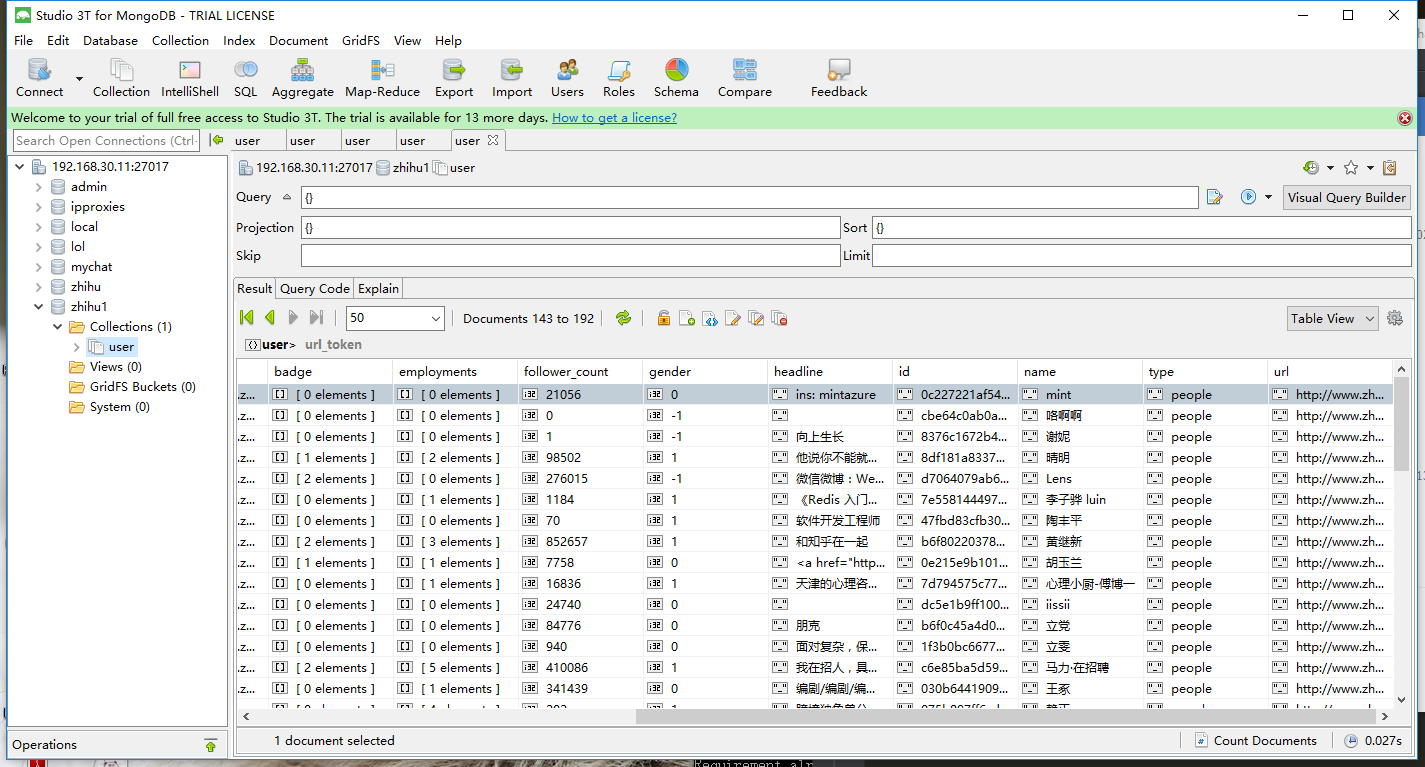 Studio 3T for MongoDB - TRIAL LICENSE
File Edit Database Collection Index Document GridFS View Help
Connect Collection IntelliShell SQL Aggregate Map-Reduce Export Import Users Roles Schema Compare Feedback
Welcome to your trial of full free access to Studio 3T. The trial is available for 13 more days. How to get a license?
Search Open Connections (Ctrl-
user user user user user
192.168.30.11:27017
admin
ipproxies
local
lol
mychat
zhihu
zhihu1
Collections (1)
user
Views (0)
GridFS Buckets (0)
System (0)
Operations
192.168.30.11:27017 zhihu1 user
Query {} Visual Query Builder
Projection {} Sort {}
Skip Limit
Result Query Code Explain
50 Documents 143 to 192 Table View
user> url_token
badge employments follower_count gender headline id name type url
.z... [ 0 elements ] [ 0 elements ] 21056 0 ins: mintazure 0c227221af54... mint people http://www.zh...
.z... [ 0 elements ] [ 0 elements ] 0 -1 cbe64c0ab0a... 咯啊啊 people http://www.zh...
.z... [ 0 elements ] [ 0 elements ] 1 -1 向上生长 8376c1672b4... 谢妮 people http://www.zh...
.z... [ 1 elements ] [ 2 elements ] 98502 1 他说你不能就... 8df181a8337... 晴明 people http://www.zh...
.z... [ 2 elements ] [ 0 elements ] 276015 -1 微信微博：We... d7064079ab6... Lens people http://www.zh...
.z... [ 0 elements ] [ 1 elements ] 1184 1 《Redis 入门... 7e558144497... 李子骅 luin people http://www.zh...
.z... [ 0 elements ] [ 0 elements ] 70 1 软件开发工程师 47fbd83cfb30... 陶丰平 people http://www.zh...
.z... [ 2 elements ] [ 3 elements ] 852657 1 和知乎在一起 b6f80220378... 黄继新 people http://www.zh...
.z... [ 1 elements ] [ 1 elements ] 7758 0 <a href="http... 0e215e9b101... 胡玉兰 people http://www.zh...
.z... [ 0 elements ] [ 1 elements ] 16836 1 天津的心理咨... 7d794575c77... 心理小厨-傅博一 people http://www.zh...
.z... [ 0 elements ] [ 0 elements ] 24740 0 dc5e1b9ff100... iissii people http://www.zh...
.z... [ 0 elements ] [ 0 elements ] 84776 0 朋克 b6f0c45a4d0... 立党 people http://www.zh...
.z... [ 0 elements ] [ 0 elements ] 940 0 面对复杂，保... 1f3b0bc6677... 立雯 people http://www.zh...
.z... [ 2 elements ] [ 5 elements ] 410086 1 我在招人，具... c6e85ba5d59... 马力·在招聘 people http://www.zh...
.z... [ 0 elements ] [ 1 elements ] 341439 0 编剧/编剧/编... 030b6441909... 王豖 people http://www.zh...
1 document selected Count Documents 0.027s